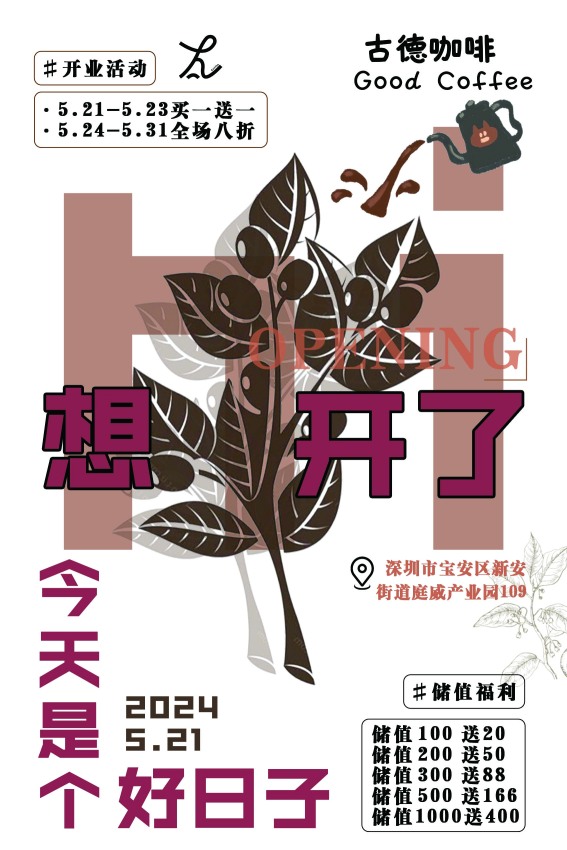 #开业活动
·5.21-5.23买一送一
·5.24-5.31全场八折
古德咖啡
Good Coffee
Hi
OPENING
想 开了
深圳市宝安区新安
街道庭威产业园109
今天是个
2024
5.21
好日子
#储值福利
储值100 送20
储值200 送50
储值300 送88
储值500 送166
储值1000送400